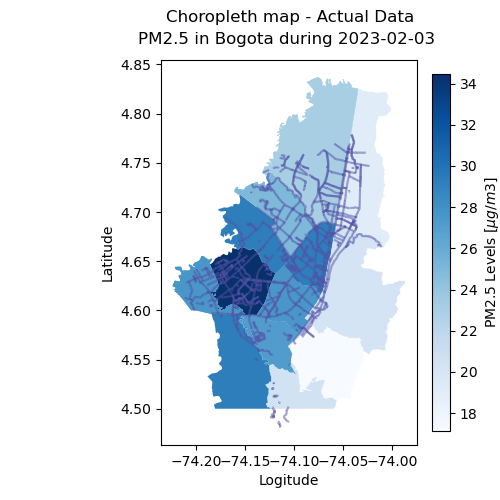 Choropleth map - Actual Data
PM2.5 in Bogota during 2023-02-03
4.85
4.80
4.75
4.70
4.65
4.60
4.55
4.50
Latitude
−74.20 −74.15 −74.10 −74.05 −74.00
Logitude
34
32
30
28
26
24
22
20
18
PM2.5 Levels [μg/m3]